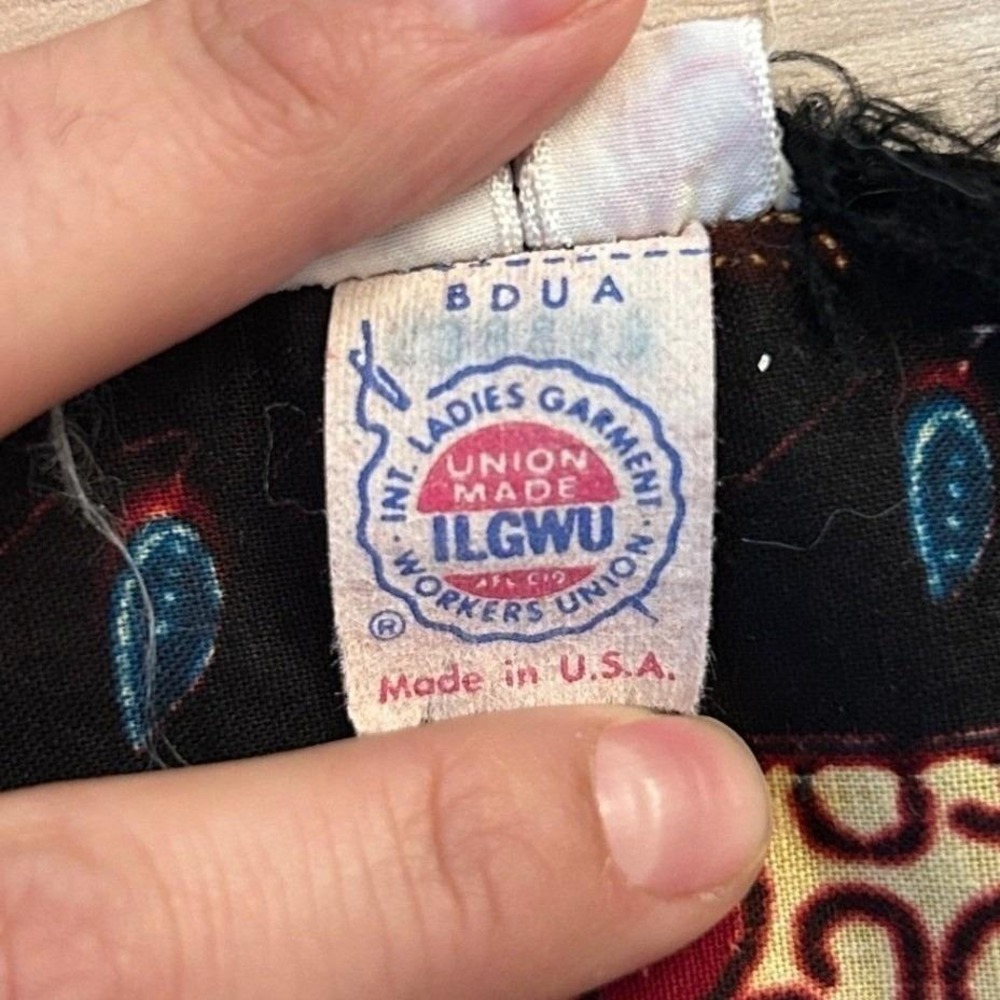 BDUA
INT. LADIES GARMENT
UNION
MADE
ILGWU
AFL CIO
· WORKERS UNION ·
®
Made in U.S.A.